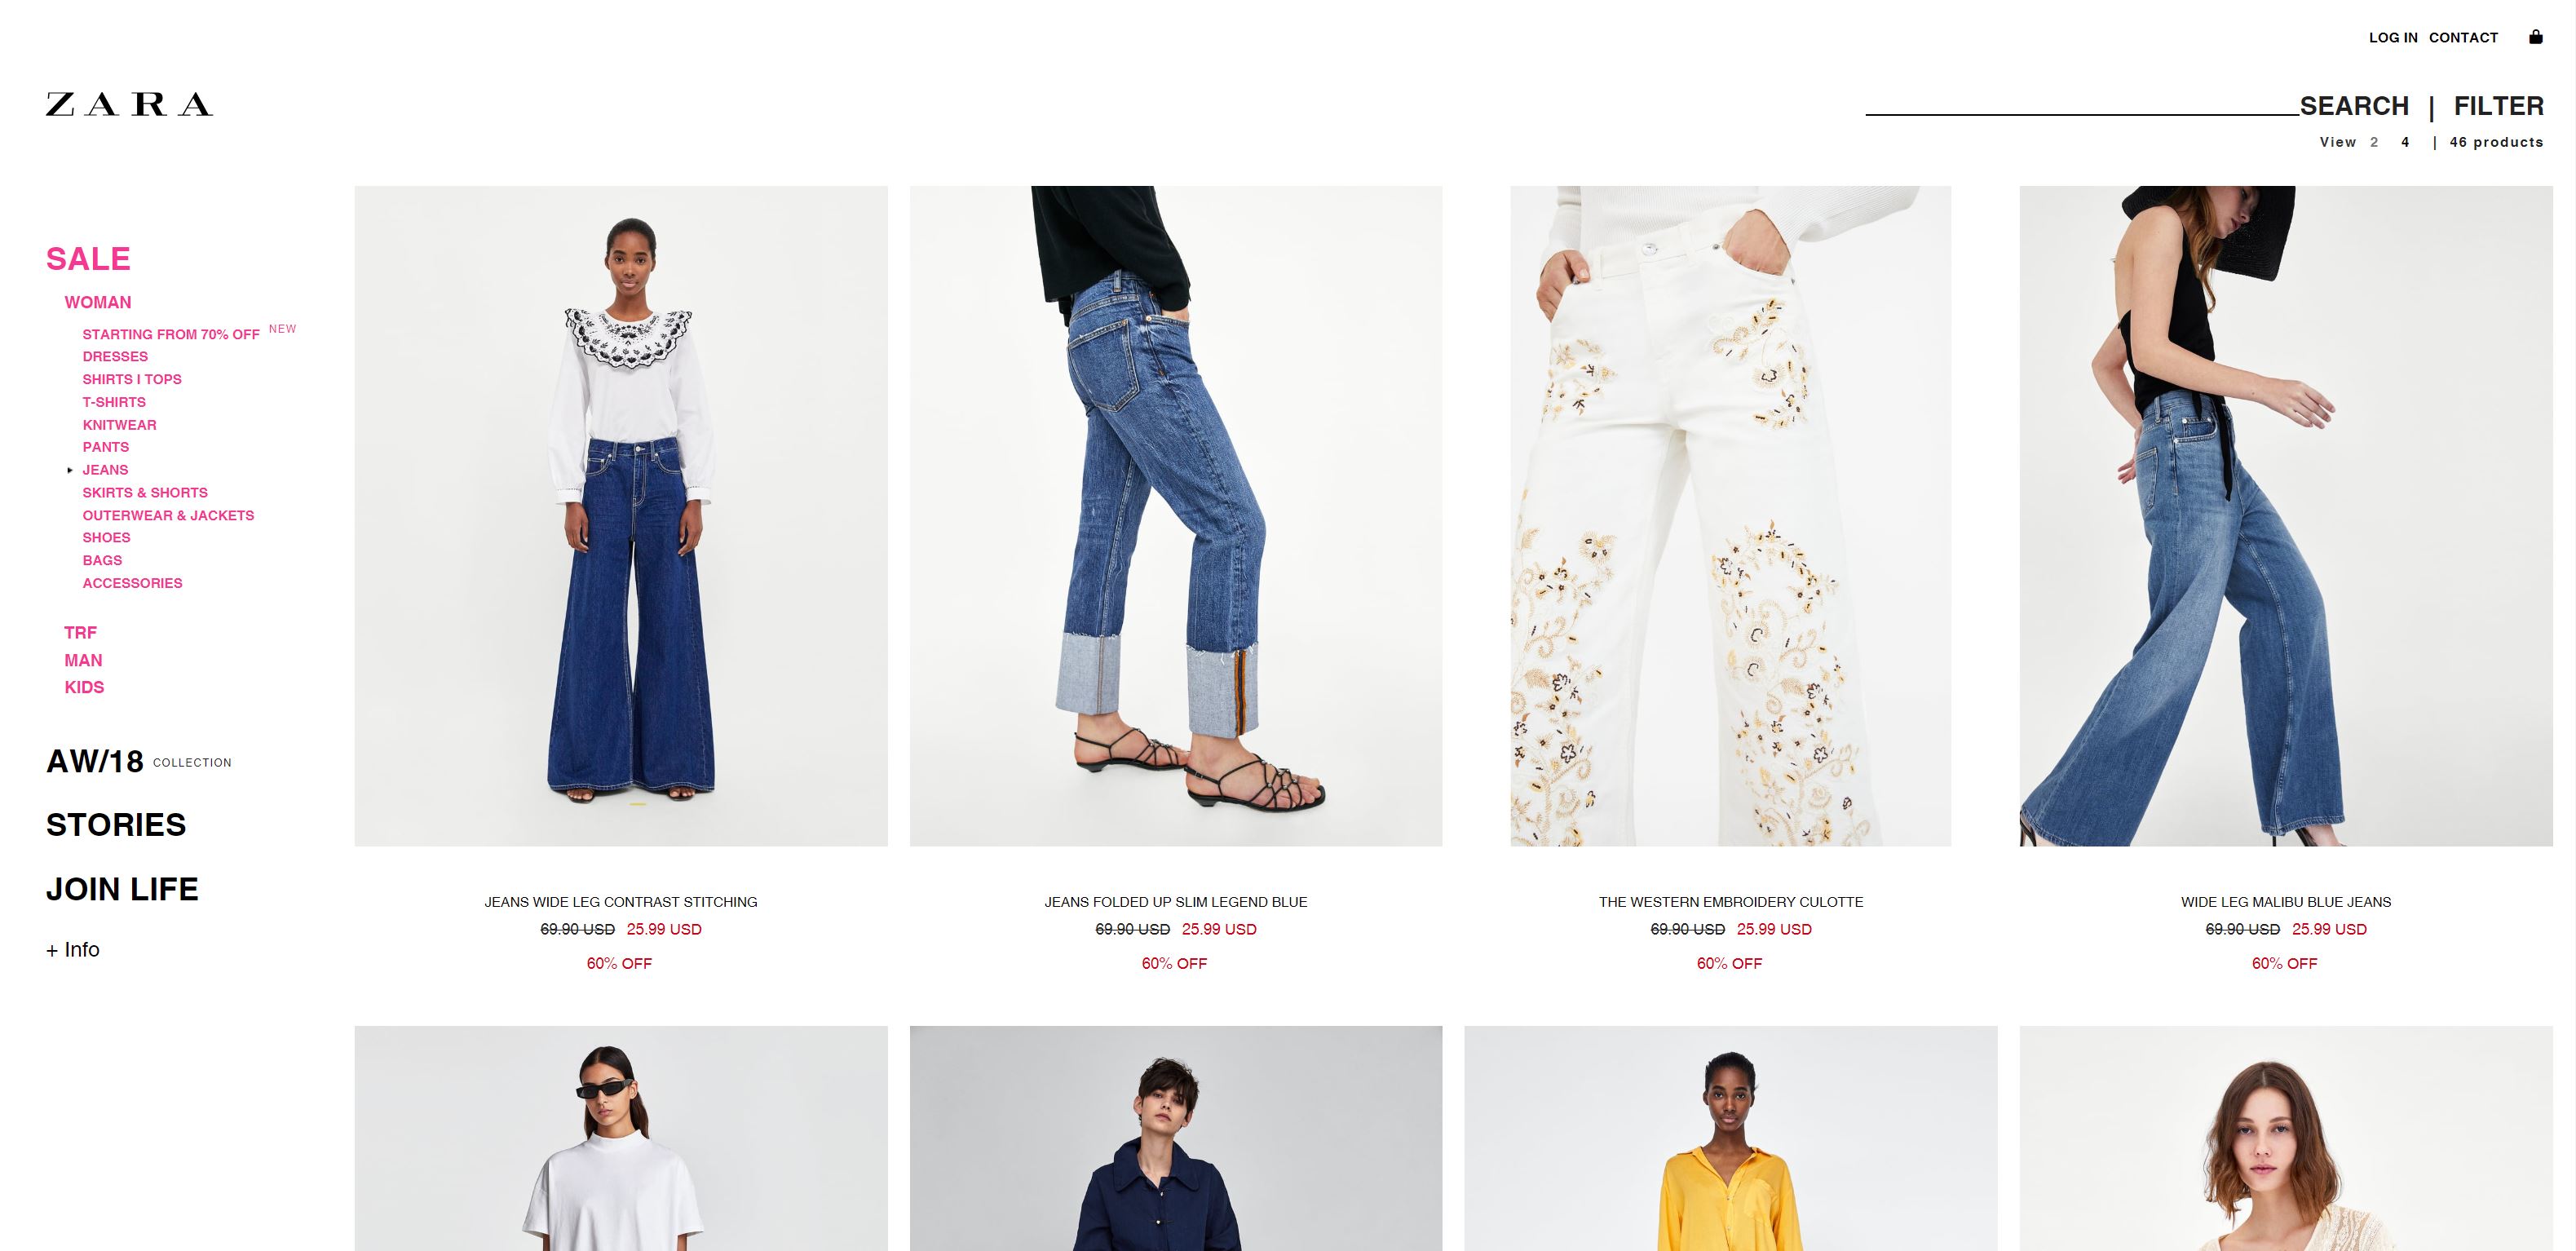 LOG IN CONTACT
ZARA
SEARCH | FILTER
View 2 4 | 46 products
SALE
WOMAN
STARTING FROM 70% OFF NEW
DRESSES
SHIRTS I TOPS
T-SHIRTS
KNITWEAR
PANTS
JEANS
SKIRTS & SHORTS
OUTERWEAR & JACKETS
SHOES
BAGS
ACCESSORIES
TRF
MAN
KIDS
AW/18 COLLECTION
STORIES
JOIN LIFE
+ Info
JEANS WIDE LEG CONTRAST STITCHING
69.90 USD 25.99 USD
60% OFF
JEANS FOLDED UP SLIM LEGEND BLUE
69.90 USD 25.99 USD
60% OFF
THE WESTERN EMBROIDERY CULOTTE
69.90 USD 25.99 USD
60% OFF
WIDE LEG MALIBU BLUE JEANS
69.90 USD 25.99 USD
60% OFF